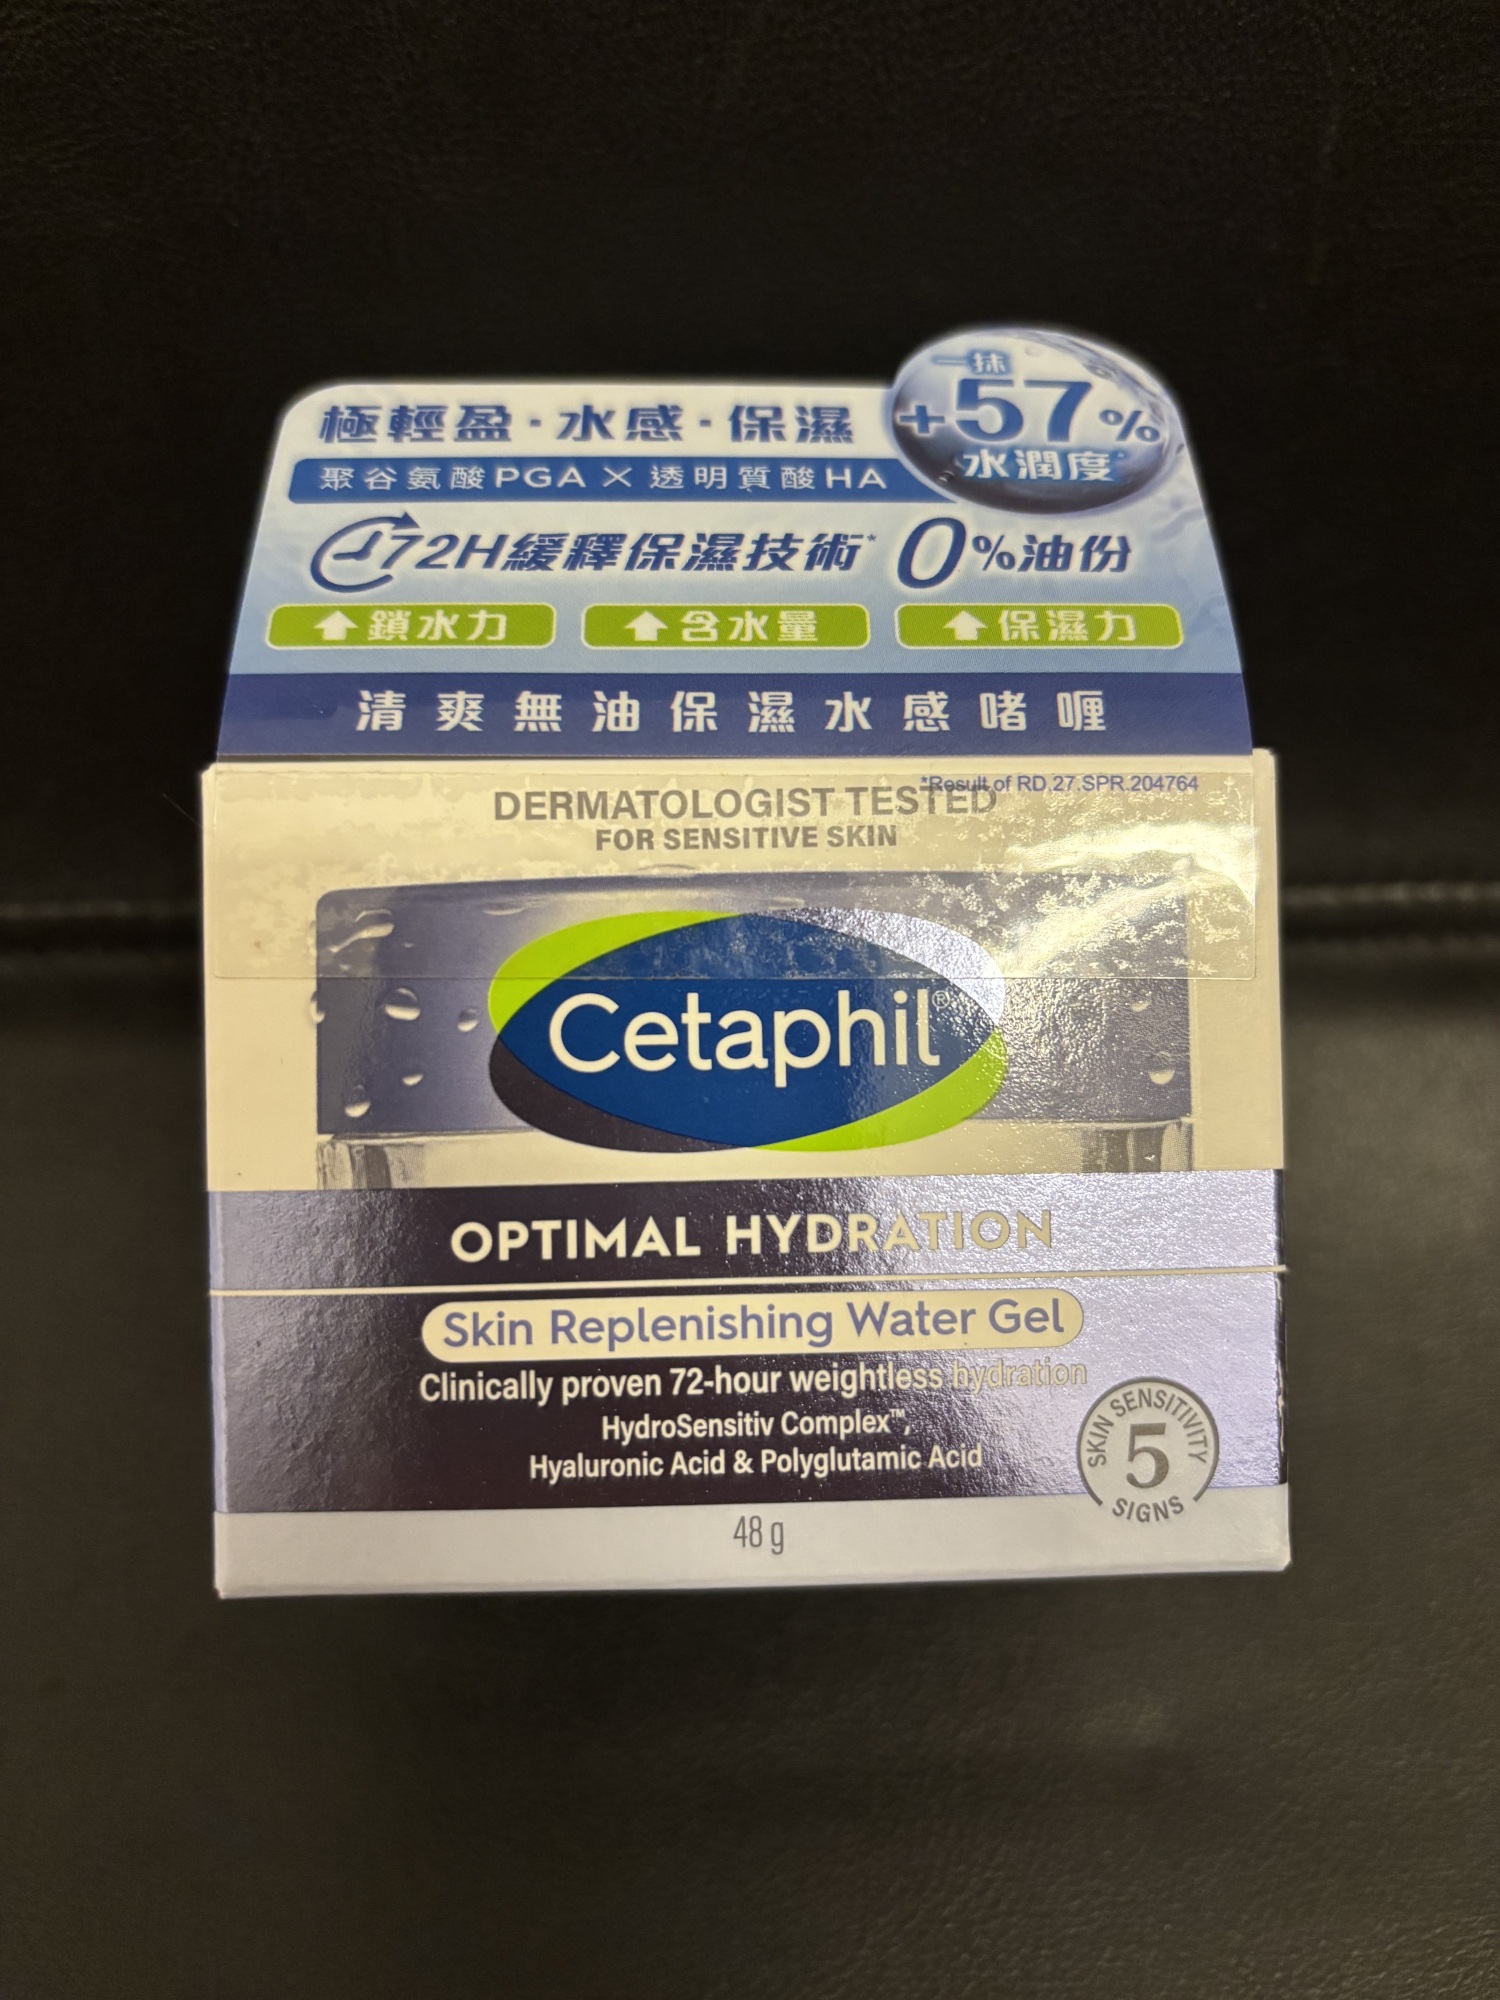 極輕盈·水感·保濕
一抹
+57%
水潤度*
聚谷氨酸PGA X 透明質酸HA
72H緩釋保濕技術* 0%油份
鎖水力 含水量 保濕力
清爽無油保濕水感啫喱
*Result of RD.27.SPR.204764
DERMATOLOGIST TESTED
FOR SENSITIVE SKIN
Cetaphil®
OPTIMAL HYDRATION
Skin Replenishing Water Gel
Clinically proven 72-hour weightless hydration
HydroSensitiv Complex™,
Hyaluronic Acid & Polyglutamic Acid
SKIN SENSITIVITY
5
SIGNS
48 g